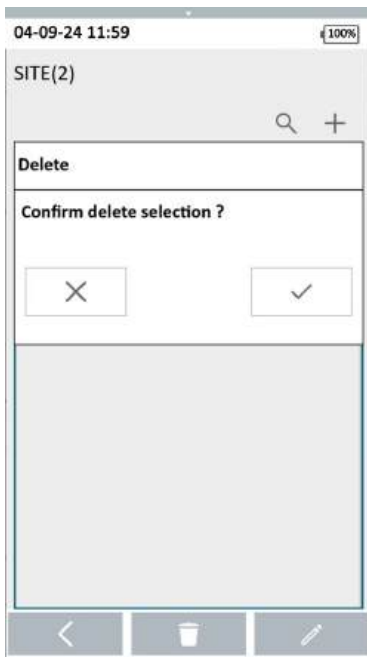 04-09-24 11:59
100%
SITE(2)
Delete
Confirm delete selection ?